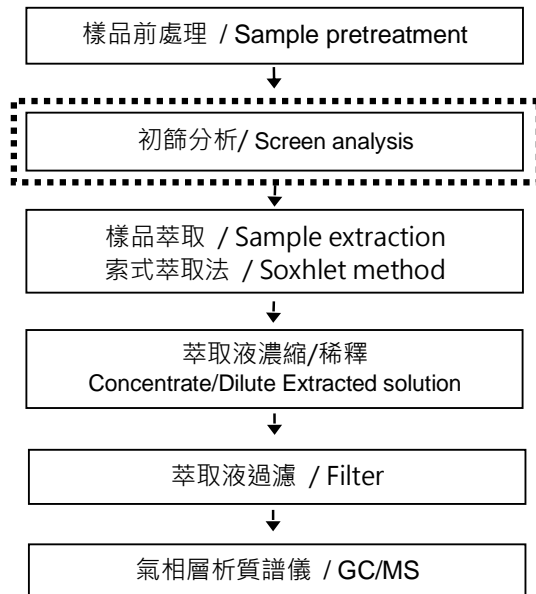 樣品前處理 / Sample pretreatment
初篩分析/ Screen analysis
樣品萃取 / Sample extraction
索式萃取法 / Soxhlet method
萃取液濃縮/稀釋
Concentrate/Dilute Extracted solution
萃取液過濾 / Filter
氣相層析質譜儀 / GC/MS